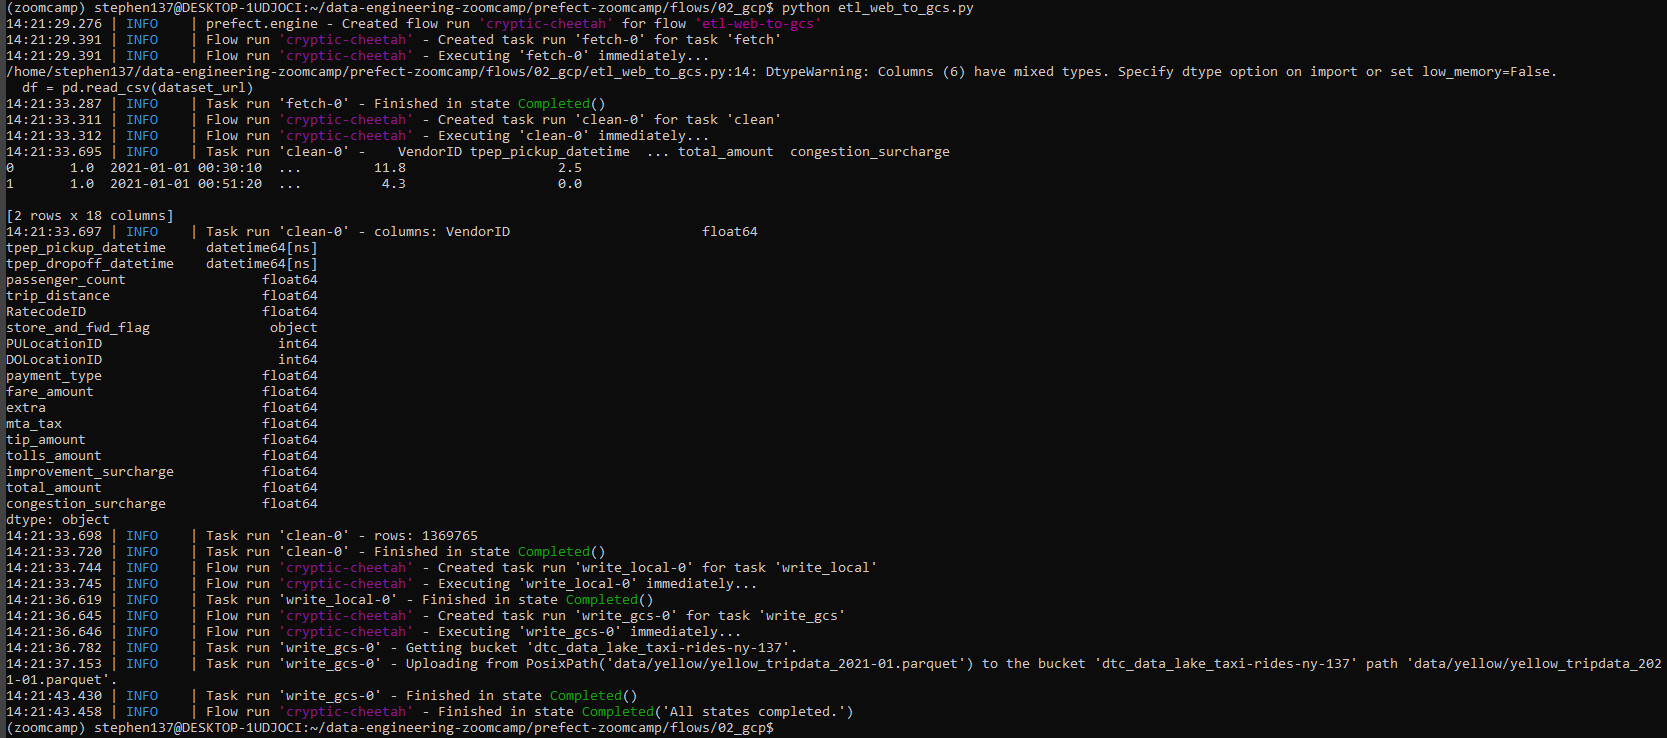 (zoomcamp) stephen137@DESKTOP-1UDJOCI:~/data-engineering-zoomcamp/prefect-zoomcamp/flows/02_gcp$ python etl_web_to_gcs.py
14:21:29.276 | INFO    | prefect.engine - Created flow run 'cryptic-cheetah' for flow 'etl-web-to-gcs'
14:21:29.391 | INFO    | Flow run 'cryptic-cheetah' - Created task run 'fetch-0' for task 'fetch'
14:21:29.391 | INFO    | Flow run 'cryptic-cheetah' - Executing 'fetch-0' immediately...
/home/stephen137/data-engineering-zoomcamp/prefect-zoomcamp/flows/02_gcp/etl_web_to_gcs.py:14: DtypeWarning: Columns (6) have mixed types. Specify dtype option on import or set low_memory=False.
  df = pd.read_csv(dataset_url)
14:21:33.287 | INFO    | Task run 'fetch-0' - Finished in state Completed()
14:21:33.311 | INFO    | Flow run 'cryptic-cheetah' - Created task run 'clean-0' for task 'clean'
14:21:33.312 | INFO    | Flow run 'cryptic-cheetah' - Executing 'clean-0' immediately...
14:21:33.695 | INFO    | Task run 'clean-0' -    VendorID tpep_pickup_datetime  ... total_amount  congestion_surcharge
0       1.0  2021-01-01 00:30:10  ...         11.8                   2.5
1       1.0  2021-01-01 00:51:20  ...          4.3                   0.0
[2 rows x 18 columns]
14:21:33.697 | INFO    | Task run 'clean-0' - columns: VendorID                        float64
tpep_pickup_datetime     datetime64[ns]
tpep_dropoff_datetime    datetime64[ns]
passenger_count                 float64
trip_distance                   float64
RatecodeID                      float64
store_and_fwd_flag               object
PULocationID                      int64
DOLocationID                      int64
payment_type                    float64
fare_amount                     float64
extra                           float64
mta_tax                         float64
tip_amount                      float64
tolls_amount                    float64
improvement_surcharge           float64
total_amount                    float64
congestion_surcharge            float64
dtype: object
14:21:33.698 | INFO    | Task run 'clean-0' - rows: 1369765
14:21:33.720 | INFO    | Task run 'clean-0' - Finished in state Completed()
14:21:33.744 | INFO    | Flow run 'cryptic-cheetah' - Created task run 'write_local-0' for task 'write_local'
14:21:33.745 | INFO    | Flow run 'cryptic-cheetah' - Executing 'write_local-0' immediately...
14:21:36.619 | INFO    | Task run 'write_local-0' - Finished in state Completed()
14:21:36.645 | INFO    | Flow run 'cryptic-cheetah' - Created task run 'write_gcs-0' for task 'write_gcs'
14:21:36.646 | INFO    | Flow run 'cryptic-cheetah' - Executing 'write_gcs-0' immediately...
14:21:36.782 | INFO    | Task run 'write_gcs-0' - Getting bucket 'dtc_data_lake_taxi-rides-ny-137'.
14:21:37.153 | INFO    | Task run 'write_gcs-0' - Uploading from PosixPath('data/yellow/yellow_tripdata_2021-01.parquet') to the bucket 'dtc_data_lake_taxi-rides-ny-137' path 'data/yellow/yellow_tripdata_202
1-01.parquet'.
14:21:43.430 | INFO    | Task run 'write_gcs-0' - Finished in state Completed()
14:21:43.458 | INFO    | Flow run 'cryptic-cheetah' - Finished in state Completed('All states completed.')
(zoomcamp) stephen137@DESKTOP-1UDJOCI:~/data-engineering-zoomcamp/prefect-zoomcamp/flows/02_gcp$